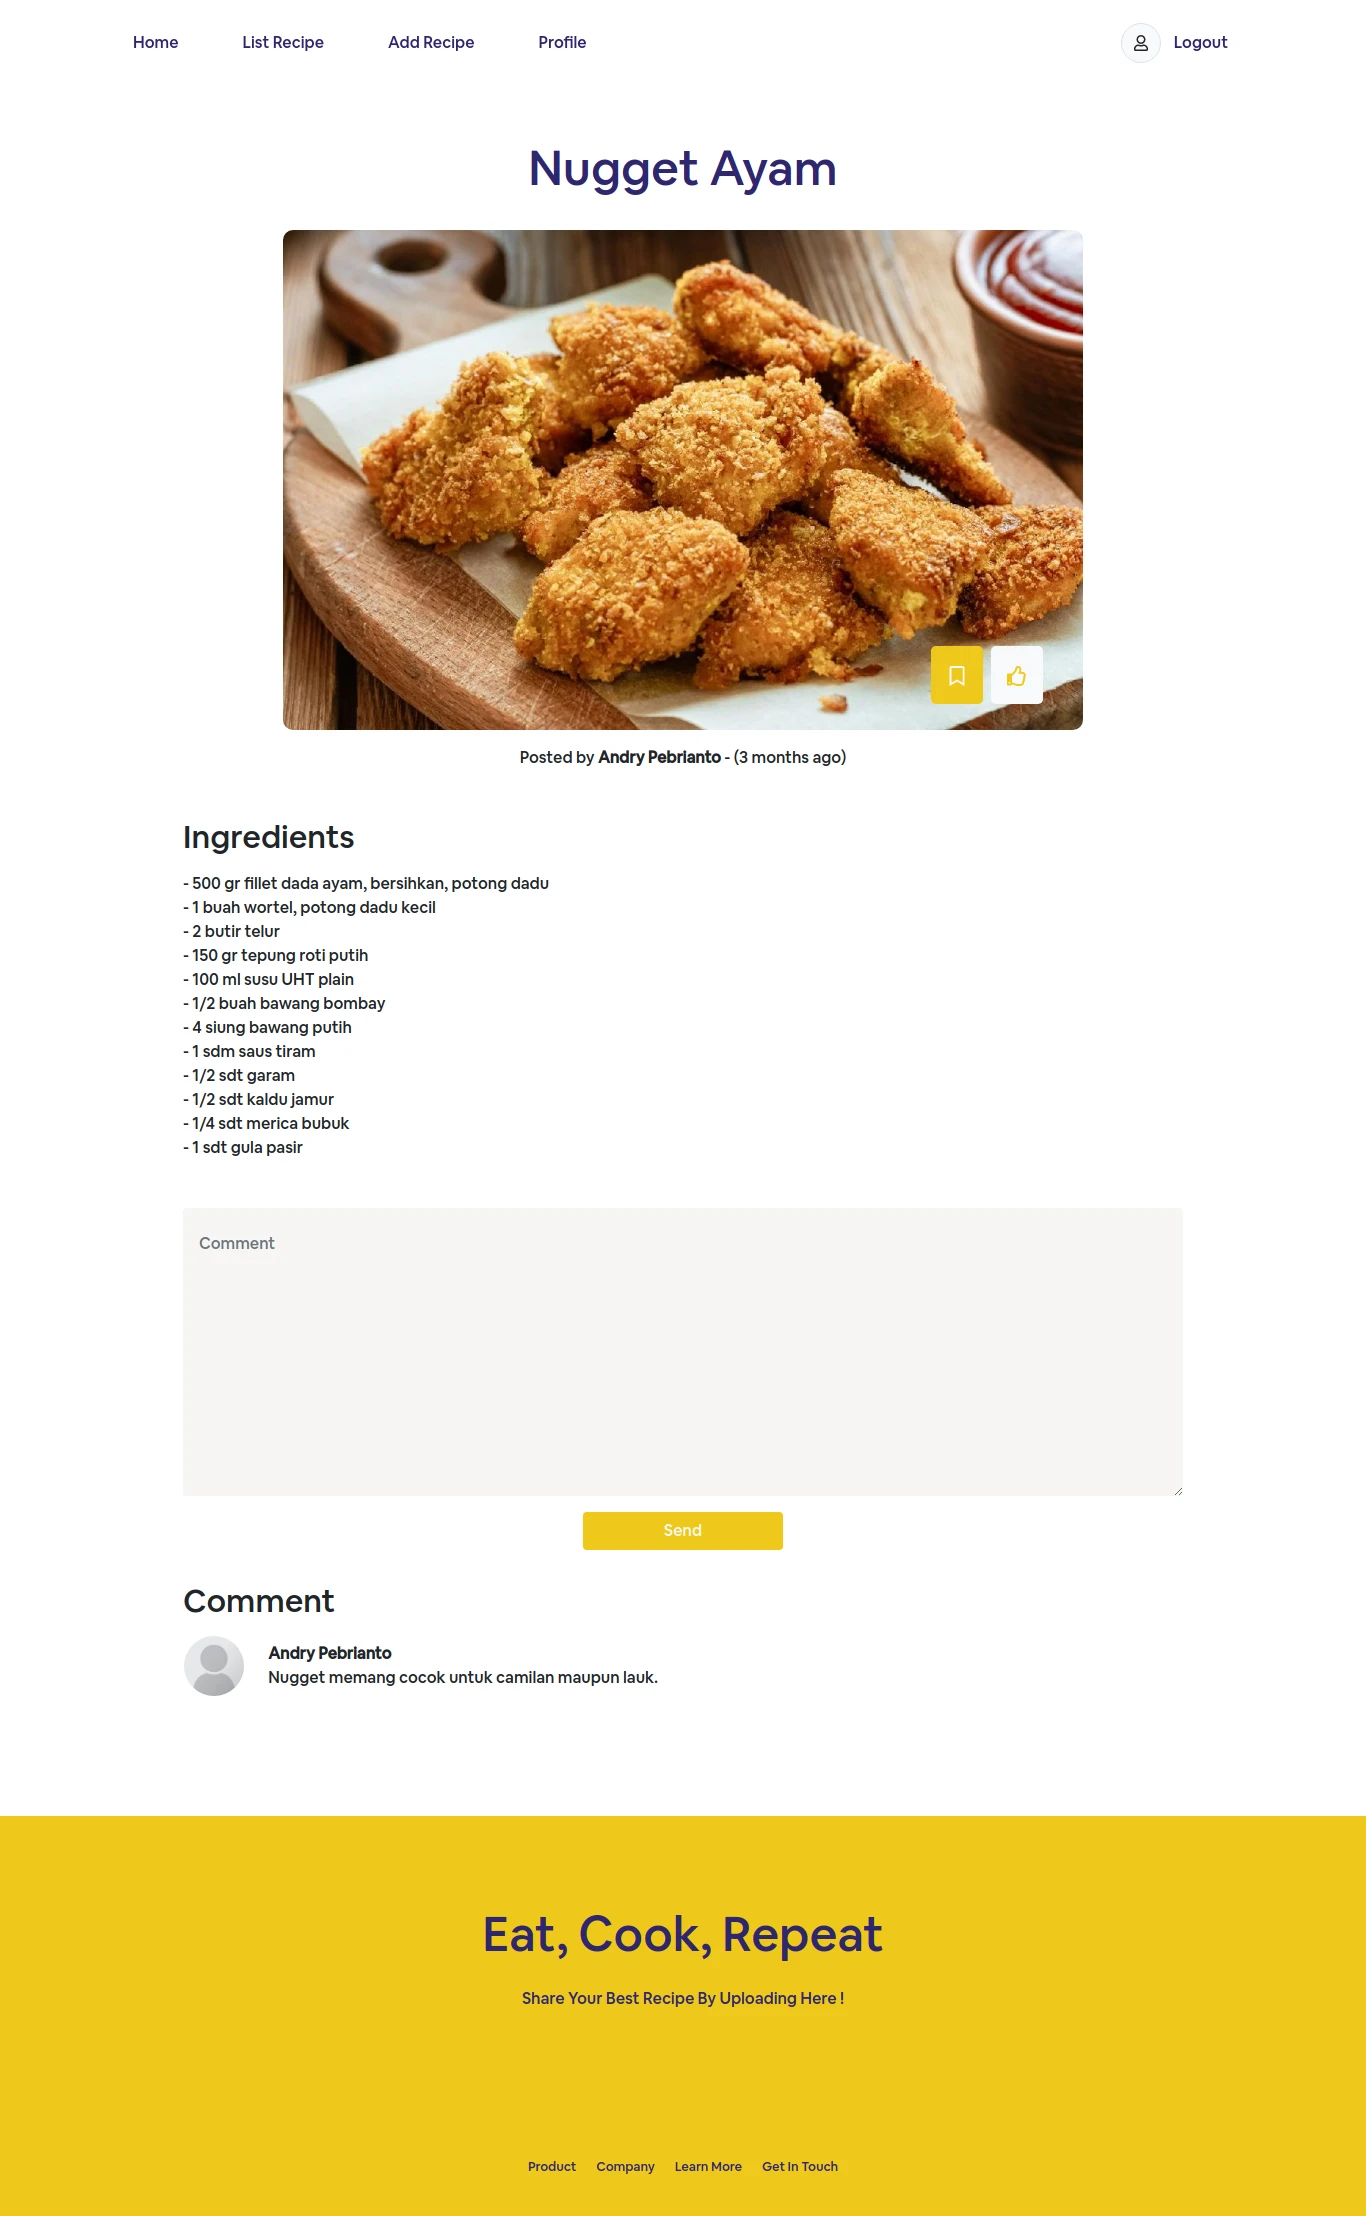 Home List Recipe Add Recipe Profile Logout
Nugget Ayam
Posted by Andry Pebrianto - (3 months ago)
Ingredients
- 500 gr fillet dada ayam, bersihkan, potong dadu
- 1 buah wortel, potong dadu kecil
- 2 butir telur
- 150 gr tepung roti putih
- 100 ml susu UHT plain
- 1/2 buah bawang bombay
- 4 siung bawang putih
- 1 sdm saus tiram
- 1/2 sdt garam
- 1/2 sdt kaldu jamur
- 1/4 sdt merica bubuk
- 1 sdt gula pasir
Comment
Send
Comment
Andry Pebrianto
Nugget memang cocok untuk camilan maupun lauk.
Eat, Cook, Repeat
Share Your Best Recipe By Uploading Here !
Product Company Learn More Get In Touch